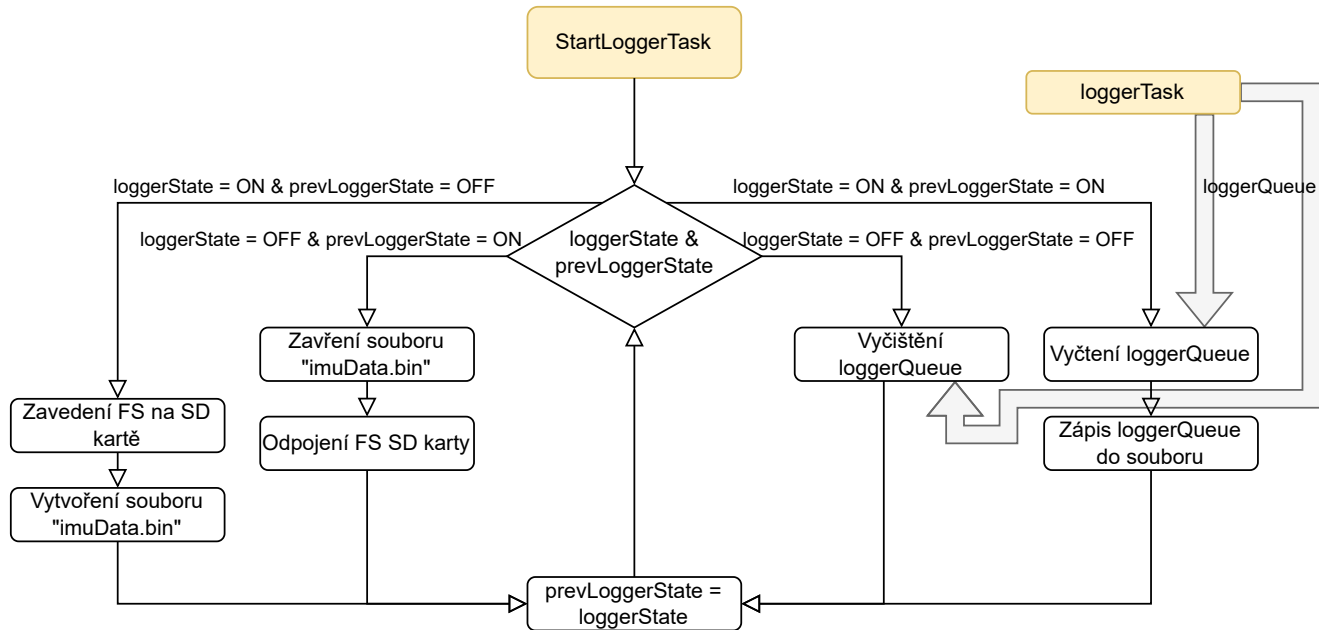 StartLoggerTask
loggerTask
loggerState = ON & prevLoggerState = OFF
loggerState = ON & prevLoggerState = ON
loggerQueue
loggerState = OFF & prevLoggerState = ON
loggerState &
prevLoggerState
loggerState = OFF & prevLoggerState = OFF
Zavření souboru
"imuData.bin"
Vyčištění
loggerQueue
Vyčtení loggerQueue
Zavedení FS na SD
kartě
Odpojení FS SD karty
Zápis loggerQueue
do souboru
Vytvoření souboru
"imuData.bin"
prevLoggerState =
loggerState